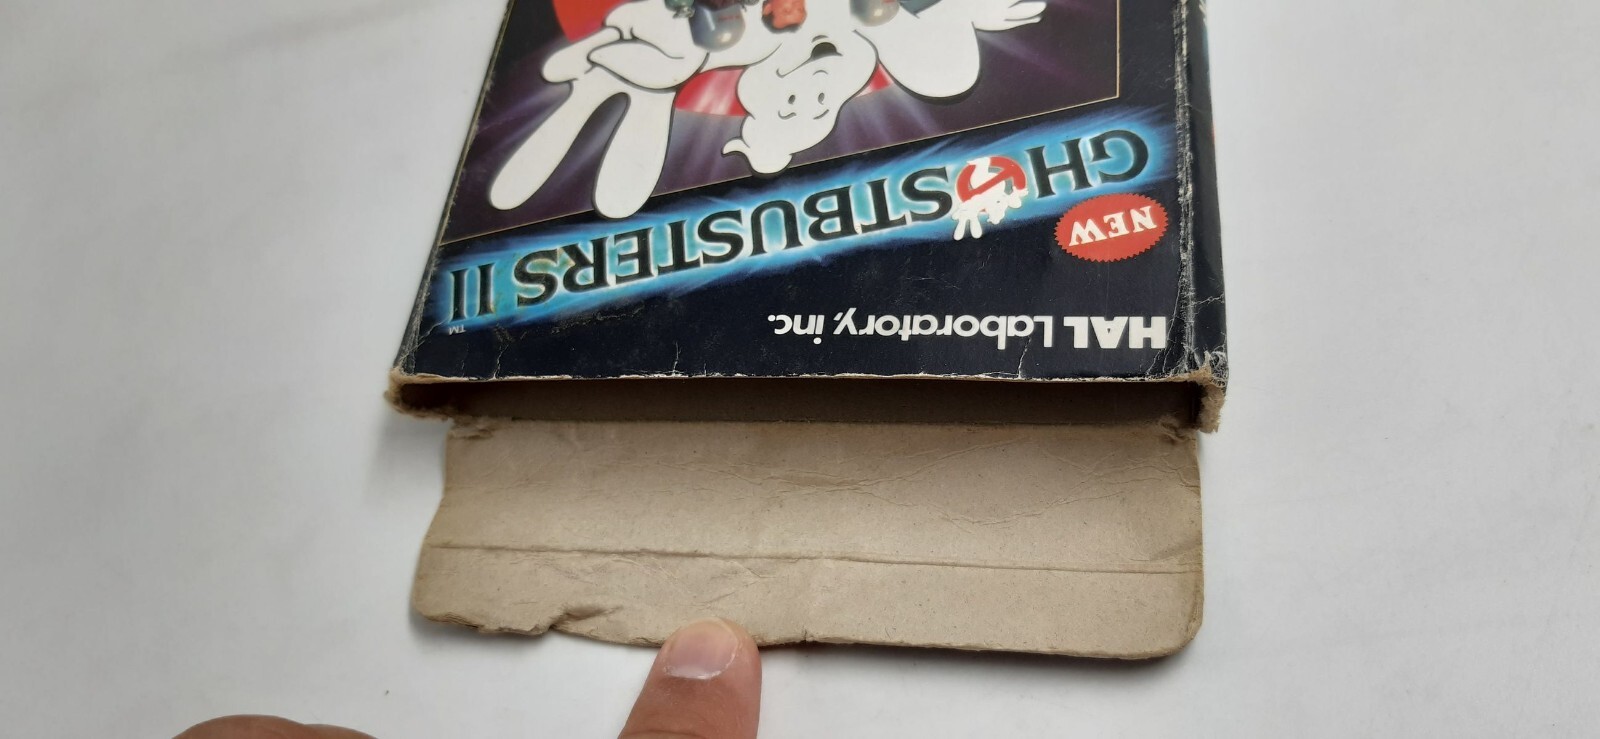 HAL Laboratory, inc.
NEW
GHOSTBUSTERS II TM